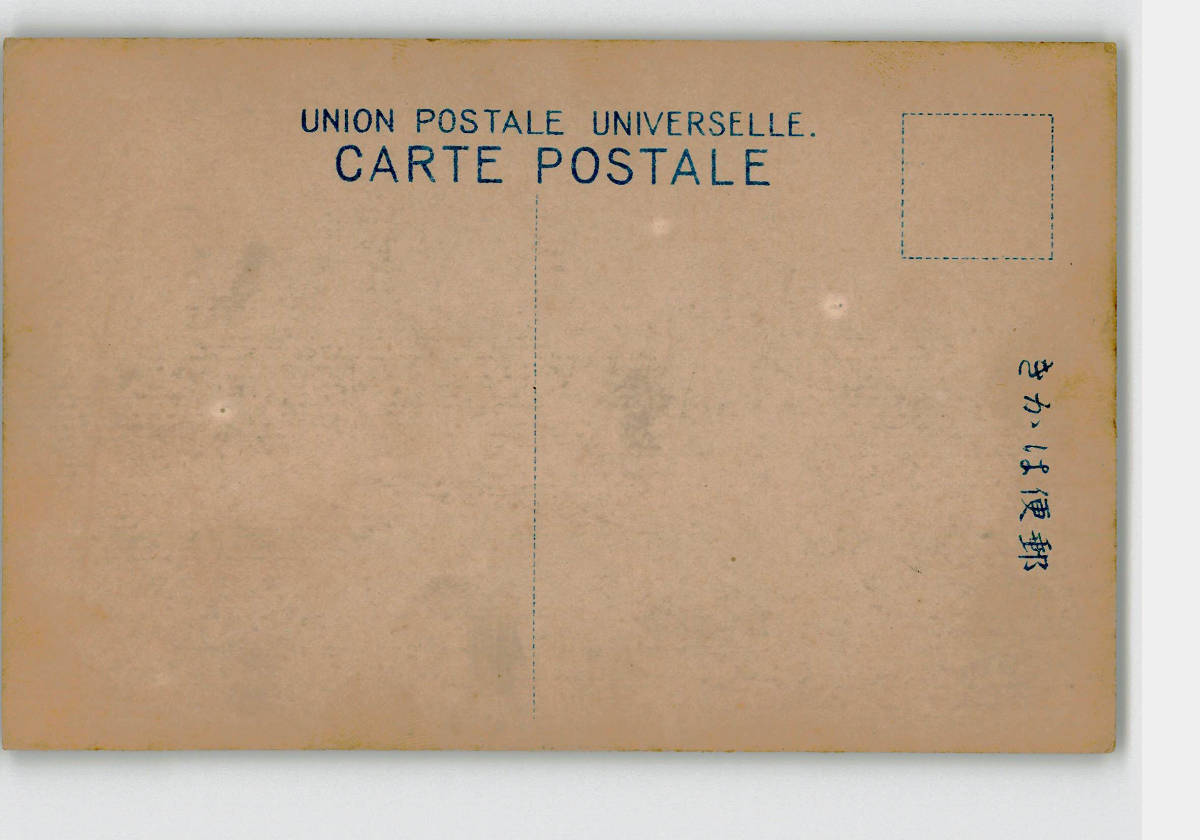 UNION POSTALE UNIVERSELLE.
CARTE POSTALE
郵便はかき